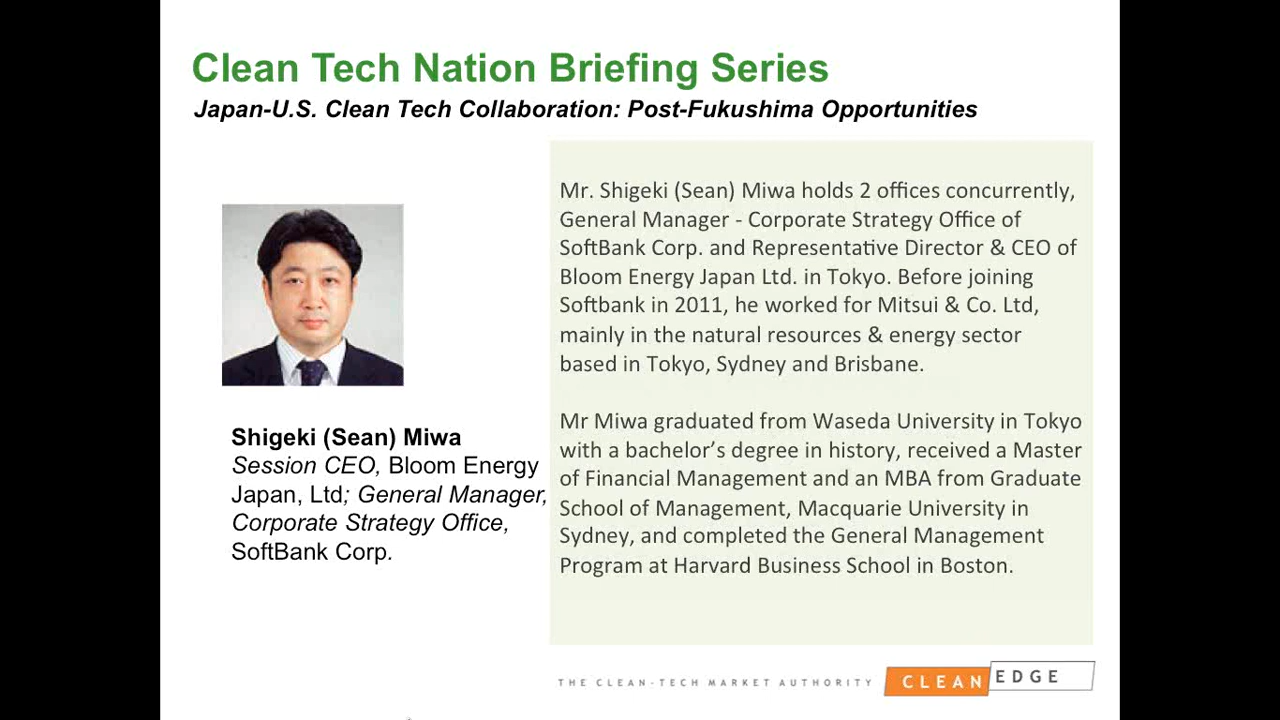 Clean Tech Nation Briefing Series
Japan-U.S. Clean Tech Collaboration: Post-Fukushima Opportunities
Shigeki (Sean) Miwa
Session CEO, Bloom Energy
Japan, Ltd; General Manager,
Corporate Strategy Office,
SoftBank Corp.
Mr. Shigeki (Sean) Miwa holds 2 offices concurrently,
General Manager - Corporate Strategy Office of
SoftBank Corp. and Representative Director & CEO of
Bloom Energy Japan Ltd. in Tokyo. Before joining
Softbank in 2011, he worked for Mitsui & Co. Ltd,
mainly in the natural resources & energy sector
based in Tokyo, Sydney and Brisbane.
Mr Miwa graduated from Waseda University in Tokyo
with a bachelor’s degree in history, received a Master
of Financial Management and an MBA from Graduate
School of Management, Macquarie University in
Sydney, and completed the General Management
Program at Harvard Business School in Boston.
THE CLEAN-TECH MARKET AUTHORITY
CLEAN EDGE